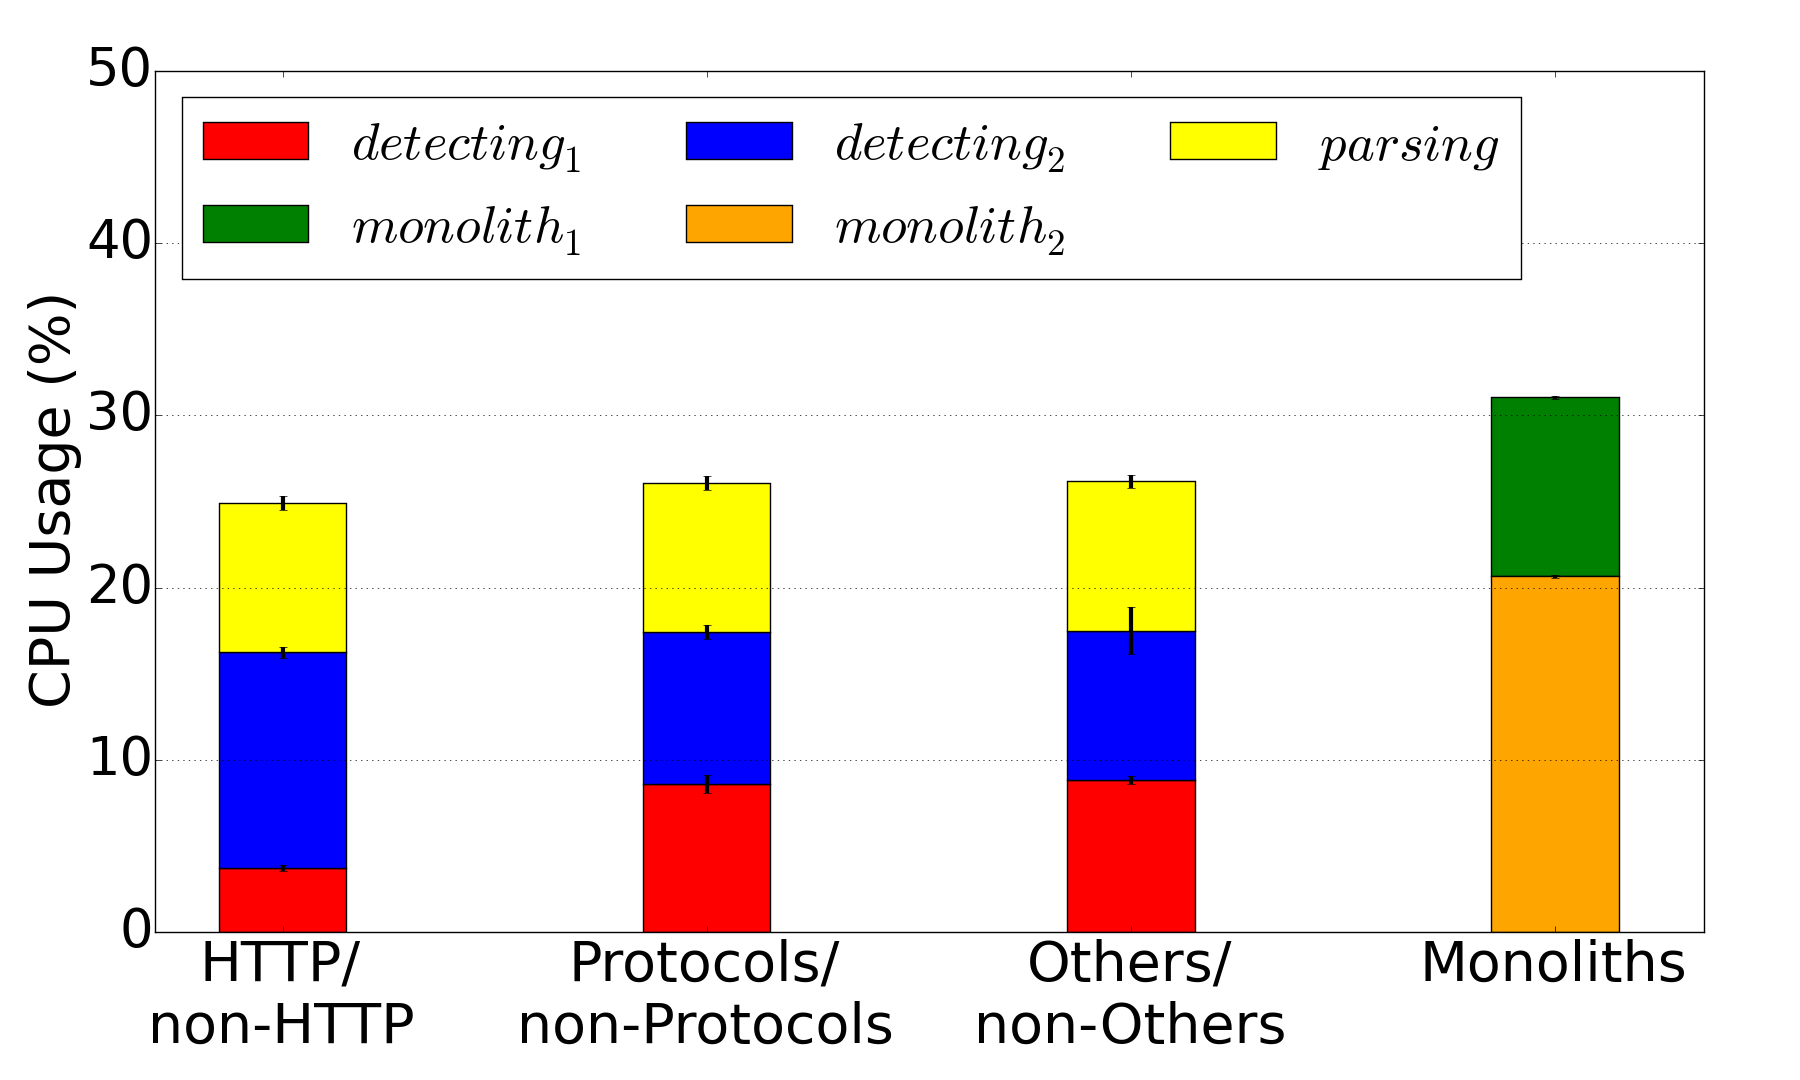 50
detecting₁ detecting₂ parsing
40 monolith₁ monolith₂
CPU Usage (%)
30
20
10
0
HTTP/ Protocols/ Others/ Monoliths
non-HTTP non-Protocols non-Others